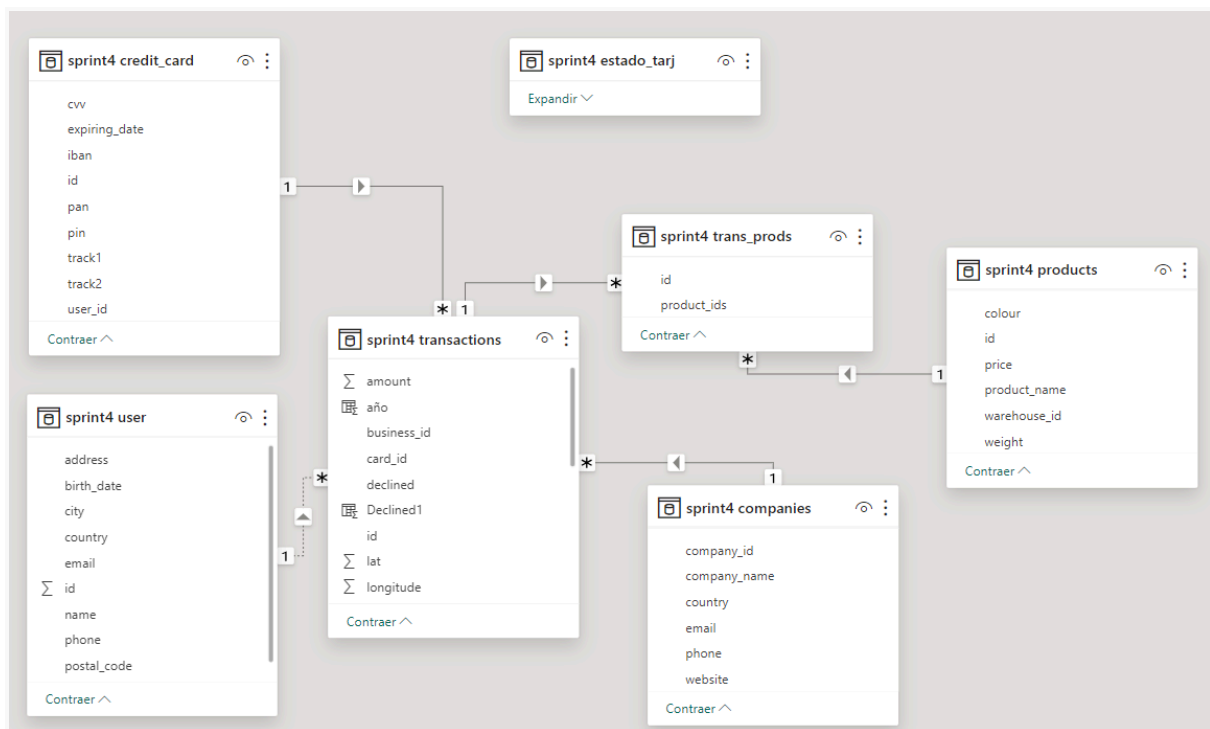 sprint4 credit_card
cvv
expiring_date
iban
id
pan
pin
track1
track2
user_id
Contraer
sprint4 estado_tarj
Expandir
sprint4 trans_prods
id
product_ids
Contraer
sprint4 products
colour
id
price
product_name
warehouse_id
weight
Contraer
sprint4 transactions
amount
año
business_id
card_id
declined
Declined1
id
lat
longitude
Contraer
sprint4 user
address
birth_date
city
country
email
id
name
phone
postal_code
Contraer
sprint4 companies
company_id
company_name
country
email
phone
website
Contraer
1
*
1
*
*
1
*
1
*
1